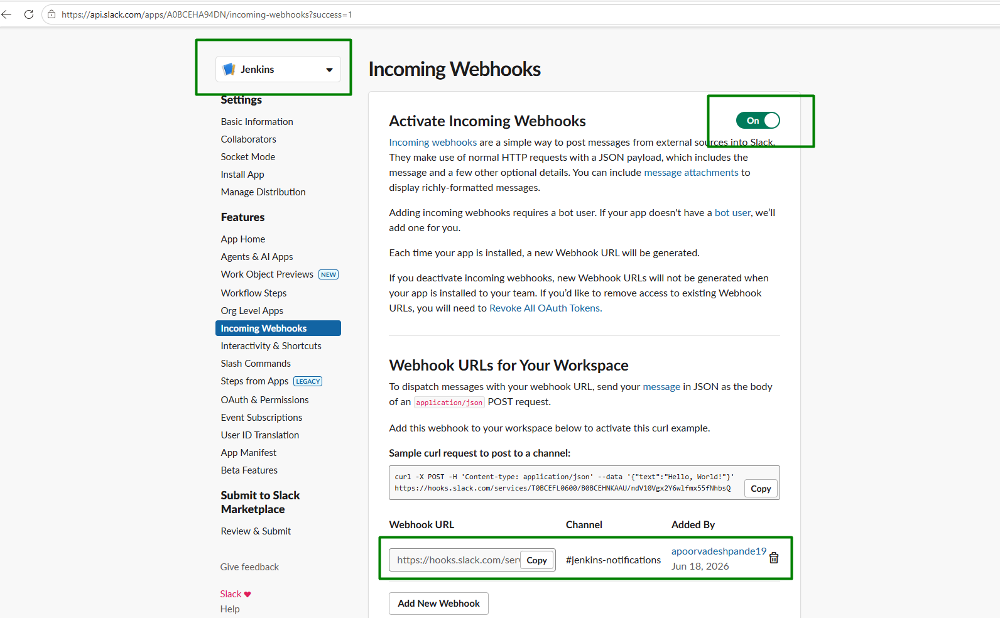 https://api.slack.com/apps/A0BCEHA94DN/incoming-webhooks?success=1
Jenkins
Settings
Basic Information
Collaborators
Socket Mode
Install App
Manage Distribution
Features
App Home
Agents & AI Apps
Work Object Previews NEW
Workflow Steps
Org Level Apps
Incoming Webhooks
Interactivity & Shortcuts
Slash Commands
Steps from Apps LEGACY
OAuth & Permissions
Event Subscriptions
User ID Translation
App Manifest
Beta Features
Submit to Slack
Marketplace
Review & Submit
Give feedback
Slack ♥
Help
Incoming Webhooks
Activate Incoming Webhooks
On
Incoming webhooks are a simple way to post messages from external sources into Slack.
They make use of normal HTTP requests with a JSON payload, which includes the
message and a few other optional details. You can include message attachments to
display richly-formatted messages.
Adding incoming webhooks requires a bot user. If your app doesn't have a bot user, we’ll
add one for you.
Each time your app is installed, a new Webhook URL will be generated.
If you deactivate incoming webhooks, new Webhook URLs will not be generated when
your app is installed to your team. If you’d like to remove access to existing Webhook
URLs, you will need to Revoke All OAuth Tokens.
Webhook URLs for Your Workspace
To dispatch messages with your webhook URL, send your message in JSON as the body
of an application/json POST request.
Add this webhook to your workspace below to activate this curl example.
Sample curl request to post to a channel:
curl -X POST -H 'Content-type: application/json' --data '{"text":"Hello, World!"}'
https://hooks.slack.com/services/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
Copy
Webhook URL Channel Added By
https://hooks.slack.com/serv Copy #jenkins-notifications apoorvadeshpande19
Jun 18, 2026
Add New Webhook